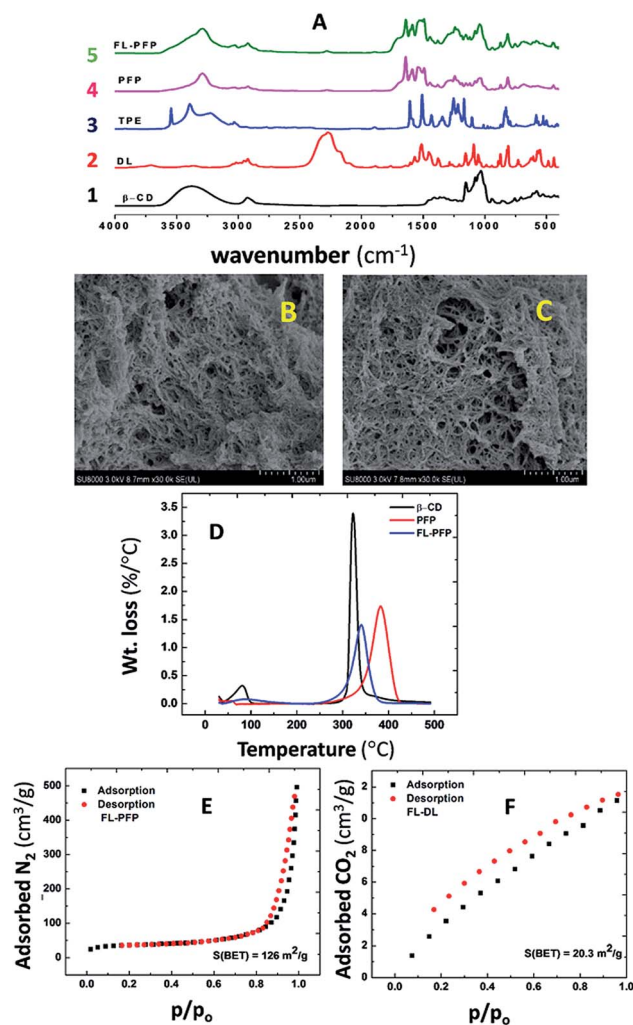 A
5 FL-PFP
4 PFP
3 TPE
2 DL
1 β-CD
4000 3500 3000 2500 2000 1500 1000 500
wavenumber (cm-1)
B
C
SU8000 3.0kV 8.7mm x30.0k SE(UL) 1.00um
SU8000 3.0kV 7.8mm x30.0k SE(UL) 1.00um
D
β-CD
PFP
FL-PFP
3.5
3.0
2.5
2.0
1.5
1.0
0.5
0.0
Wt. loss (%/°C)
0 100 200 300 400 500
Temperature (°C)
E
Adsorption
Desorption
FL-PFP
500
400
300
200
100
0
Adsorbed N2 (cm3/g)
S(BET) = 126 m2/g
0.0 0.2 0.4 0.6 0.8 1.0
p/po
F
Adsorption
Desorption
FL-DL
2
0
8
6
4
2
0
Adsorbed CO2 (cm3/g)
S(BET) = 20.3 m2/g
0.0 0.2 0.4 0.6 0.8 1.0
p/po